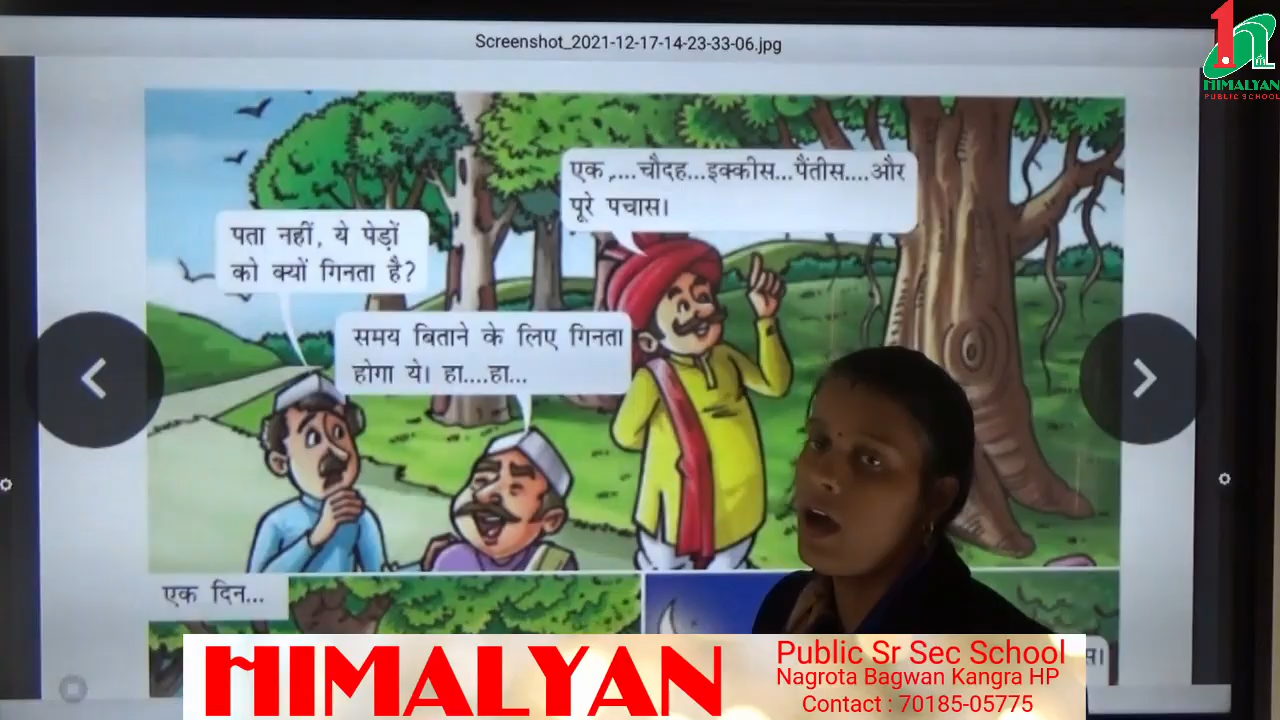 Screenshot_2021-12-17-14-23-33-06.jpg
HIMALYAN
PUBLIC SCHOOL
एक,...चौदह...इक्कीस...पैंतीस....और
पूरे पचास।
पता नहीं, ये पेड़ों
को क्यों गिनता है?
समय बिताने के लिए गिनता
होगा ये। हा....हा...
एक दिन...
HIMALYAN
Public Sr Sec School
Nagrota Bagwan Kangra HP
Contact : 70185-05775